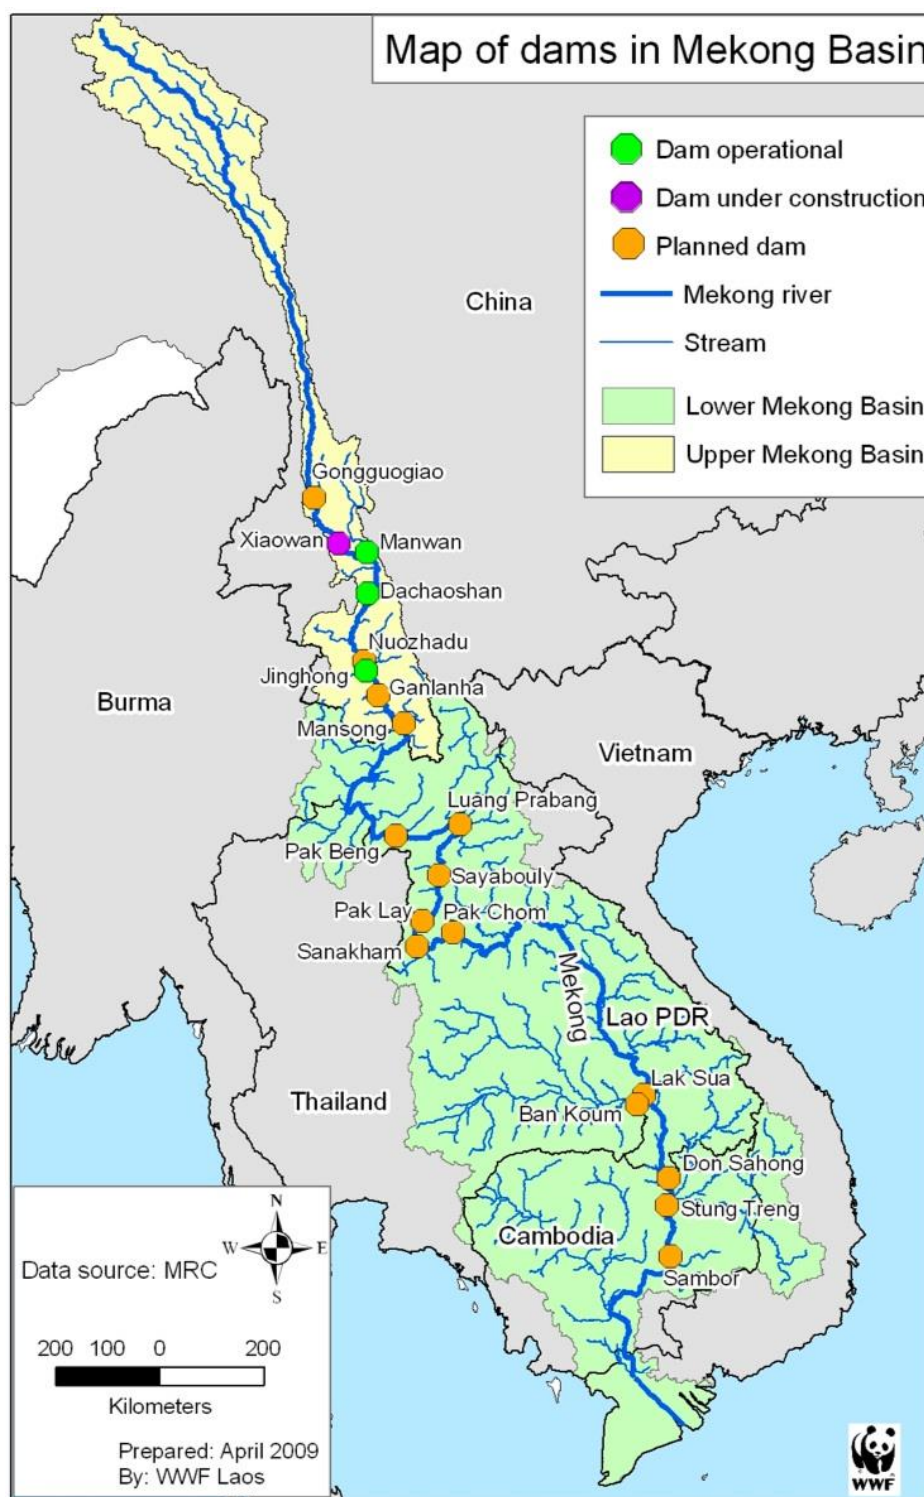 Map of dams in Mekong Basin
Dam operational
Dam under construction
Planned dam
Mekong river
Stream
Lower Mekong Basin
Upper Mekong Basin
China
Gongguogiao
Xiaowan
Manwan
Dachaoshan
Nuozhadu
Jinghong
Ganlanha
Burma
Mansong
Vietnam
Luang Prabang
Pak Beng
Sayabouly
Pak Lay
Pak Chom
Sanakham
Mekong
Lao PDR
Lak Sua
Thailand
Ban Koum
Don Sahong
Stung Treng
Cambodia
Sambor
N
W E
S
Data source: MRC
200 100 0 200
Kilometers
Prepared: April 2009
By: WWF Laos
WWF